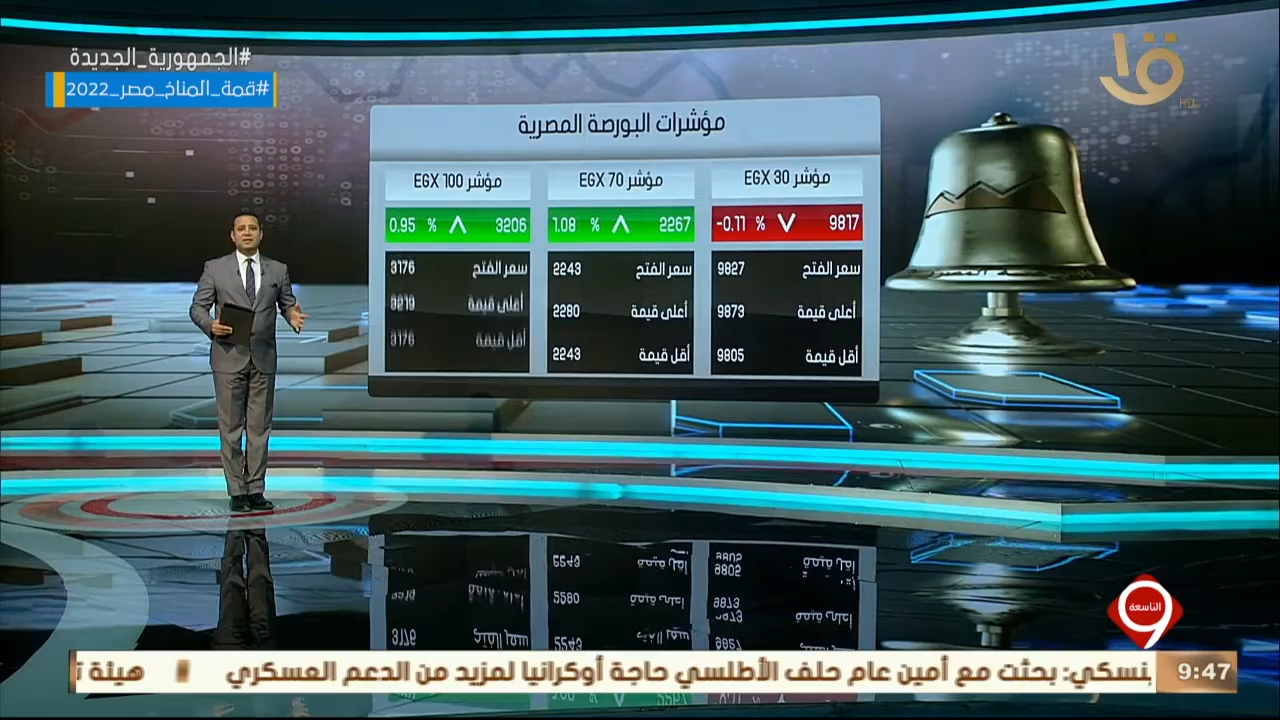 #الجمهورية_الجديدة
#قمة_المناخ_مصر_2022
HD
مؤشرات البورصة المصرية
مؤشر EGX 30
9817 % -0.11
سعر الفتح 9827
أعلى قيمة 9873
أقل قيمة 9805
مؤشر EGX 70
2267 % 1.08
سعر الفتح 2243
أعلى قيمة 2280
أقل قيمة 2243
مؤشر EGX 100
3206 % 0.95
سعر الفتح 3176
أعلى قيمة
أقل قيمة 3176
التاسعة
9
9:47
ينسكي: بحثت مع أمين عام حلف الأطلسي حاجة أوكرانيا لمزيد من الدعم العسكري
هيئة